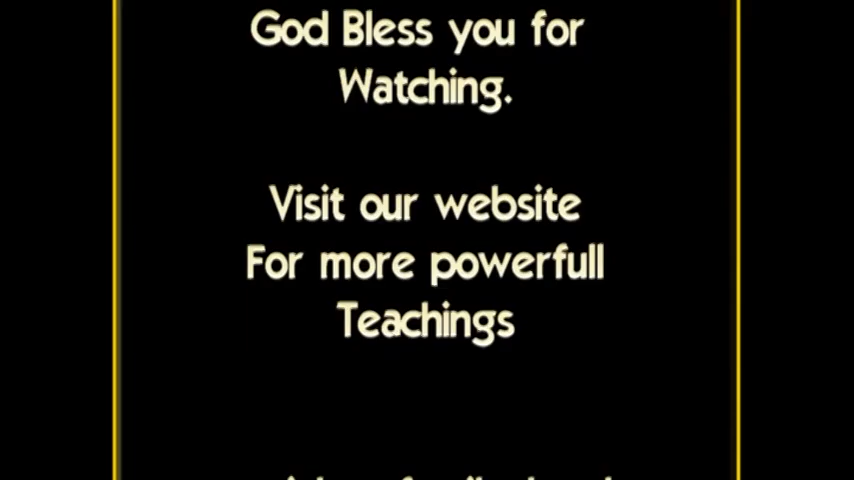 God Bless you for
Watching.
Visit our website
For more powerfull
Teachings